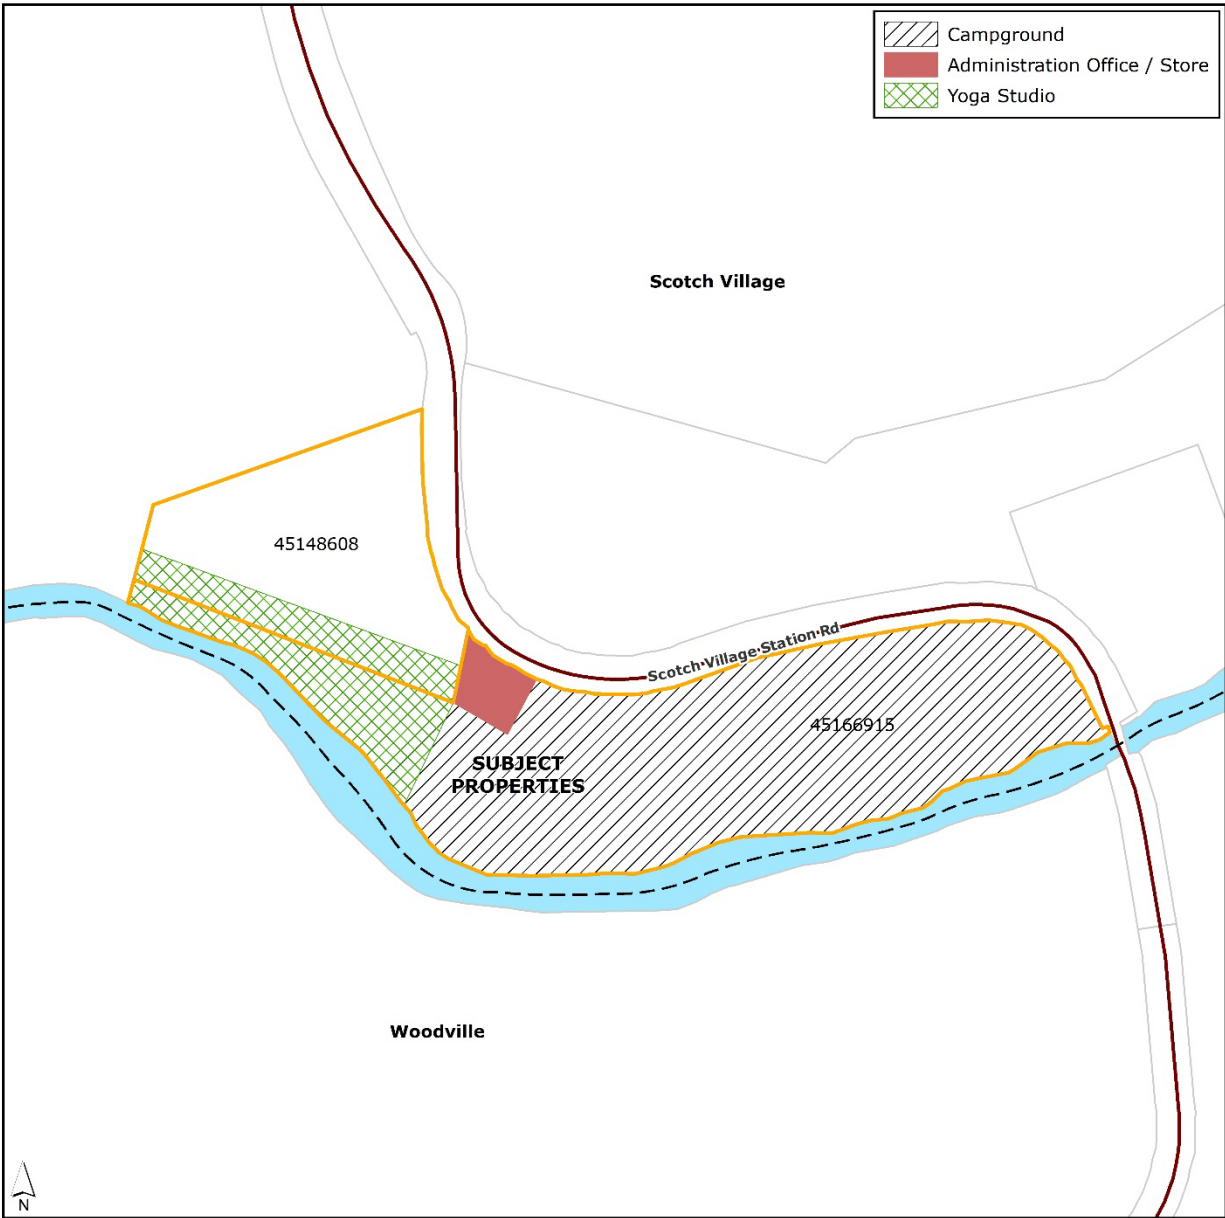 Campground
Administration Office / Store
Yoga Studio
Scotch Village
45148608
Scotch Village Station Rd
45166915
SUBJECT
PROPERTIES
Woodville
N